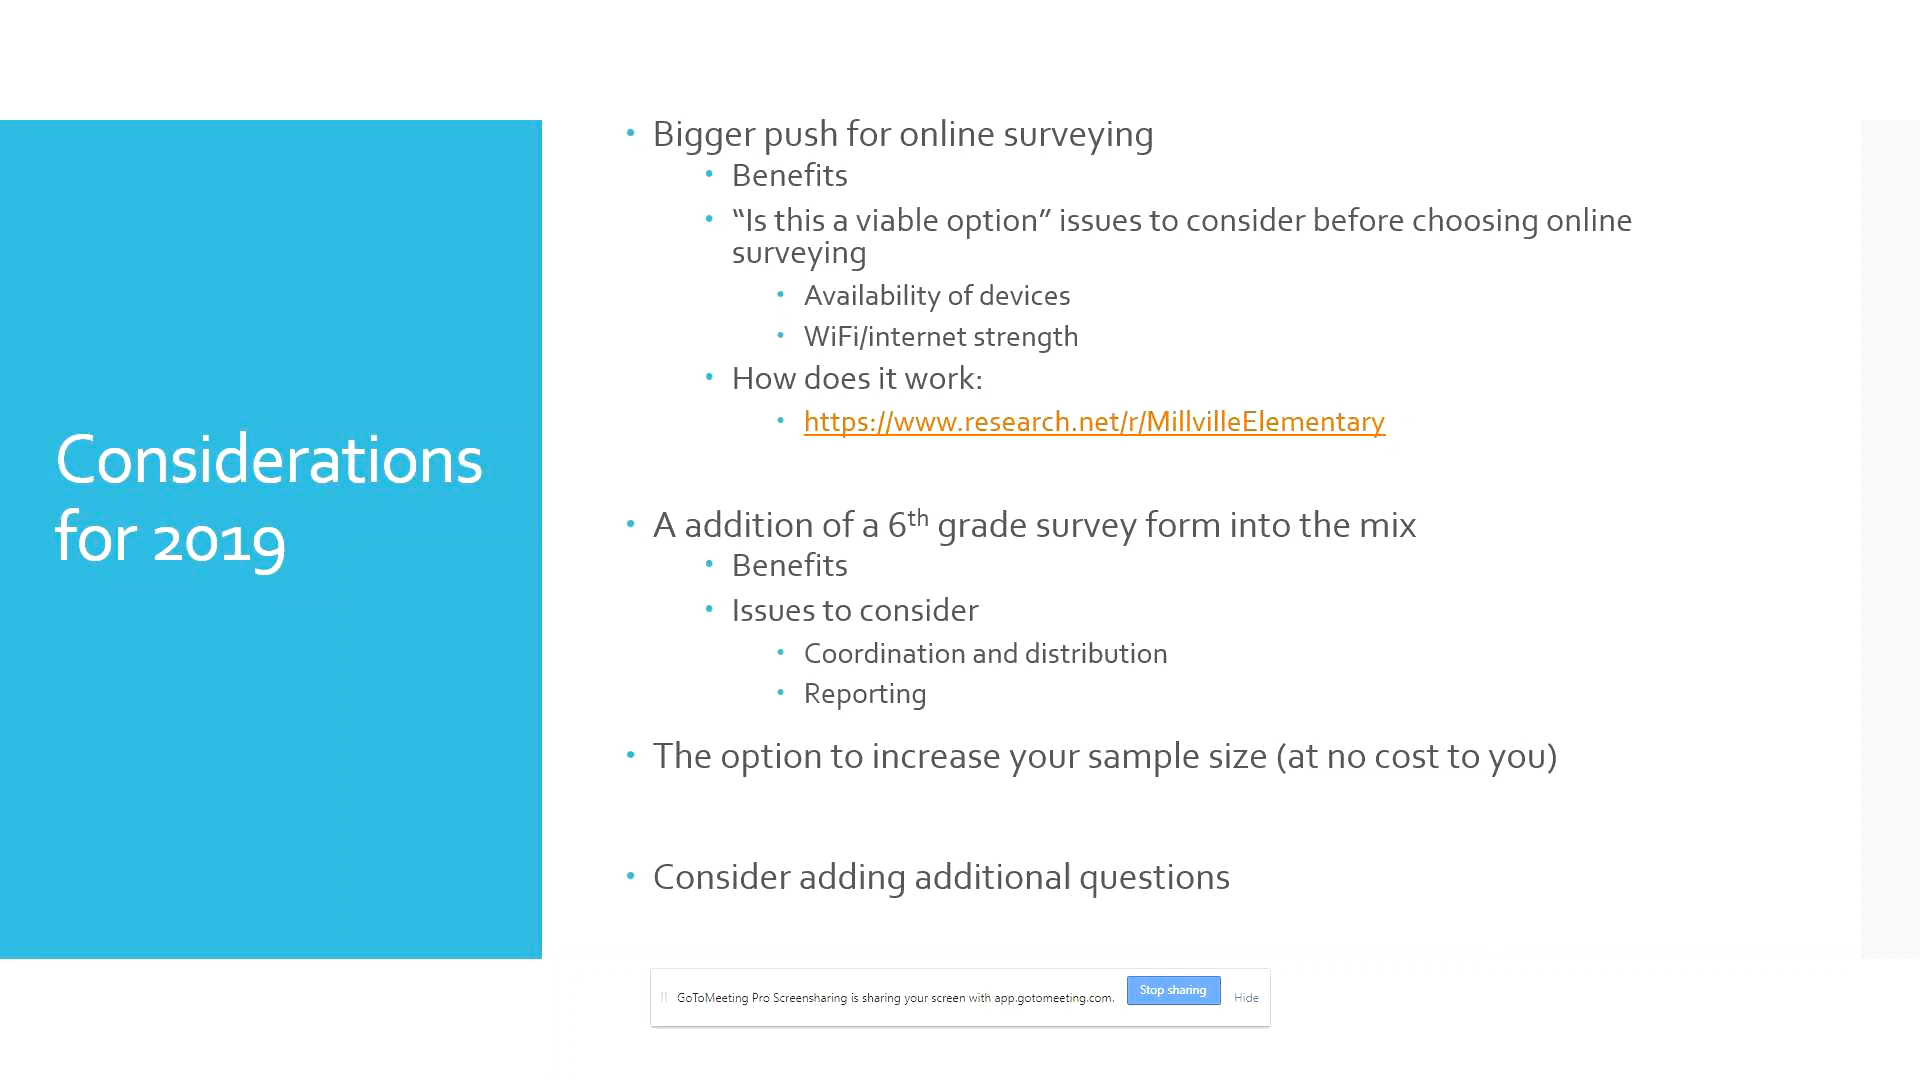 Considerations
for 2019
• Bigger push for online surveying
• Benefits
• “Is this a viable option” issues to consider before choosing online
surveying
• Availability of devices
• WiFi/internet strength
• How does it work:
• https://www.research.net/r/MillvilleElementary
• A addition of a 6th grade survey form into the mix
• Benefits
• Issues to consider
• Coordination and distribution
• Reporting
• The option to increase your sample size (at no cost to you)
• Consider adding additional questions
GoToMeeting Pro Screensharing is sharing your screen with app.gotomeeting.com. Stop sharing Hide